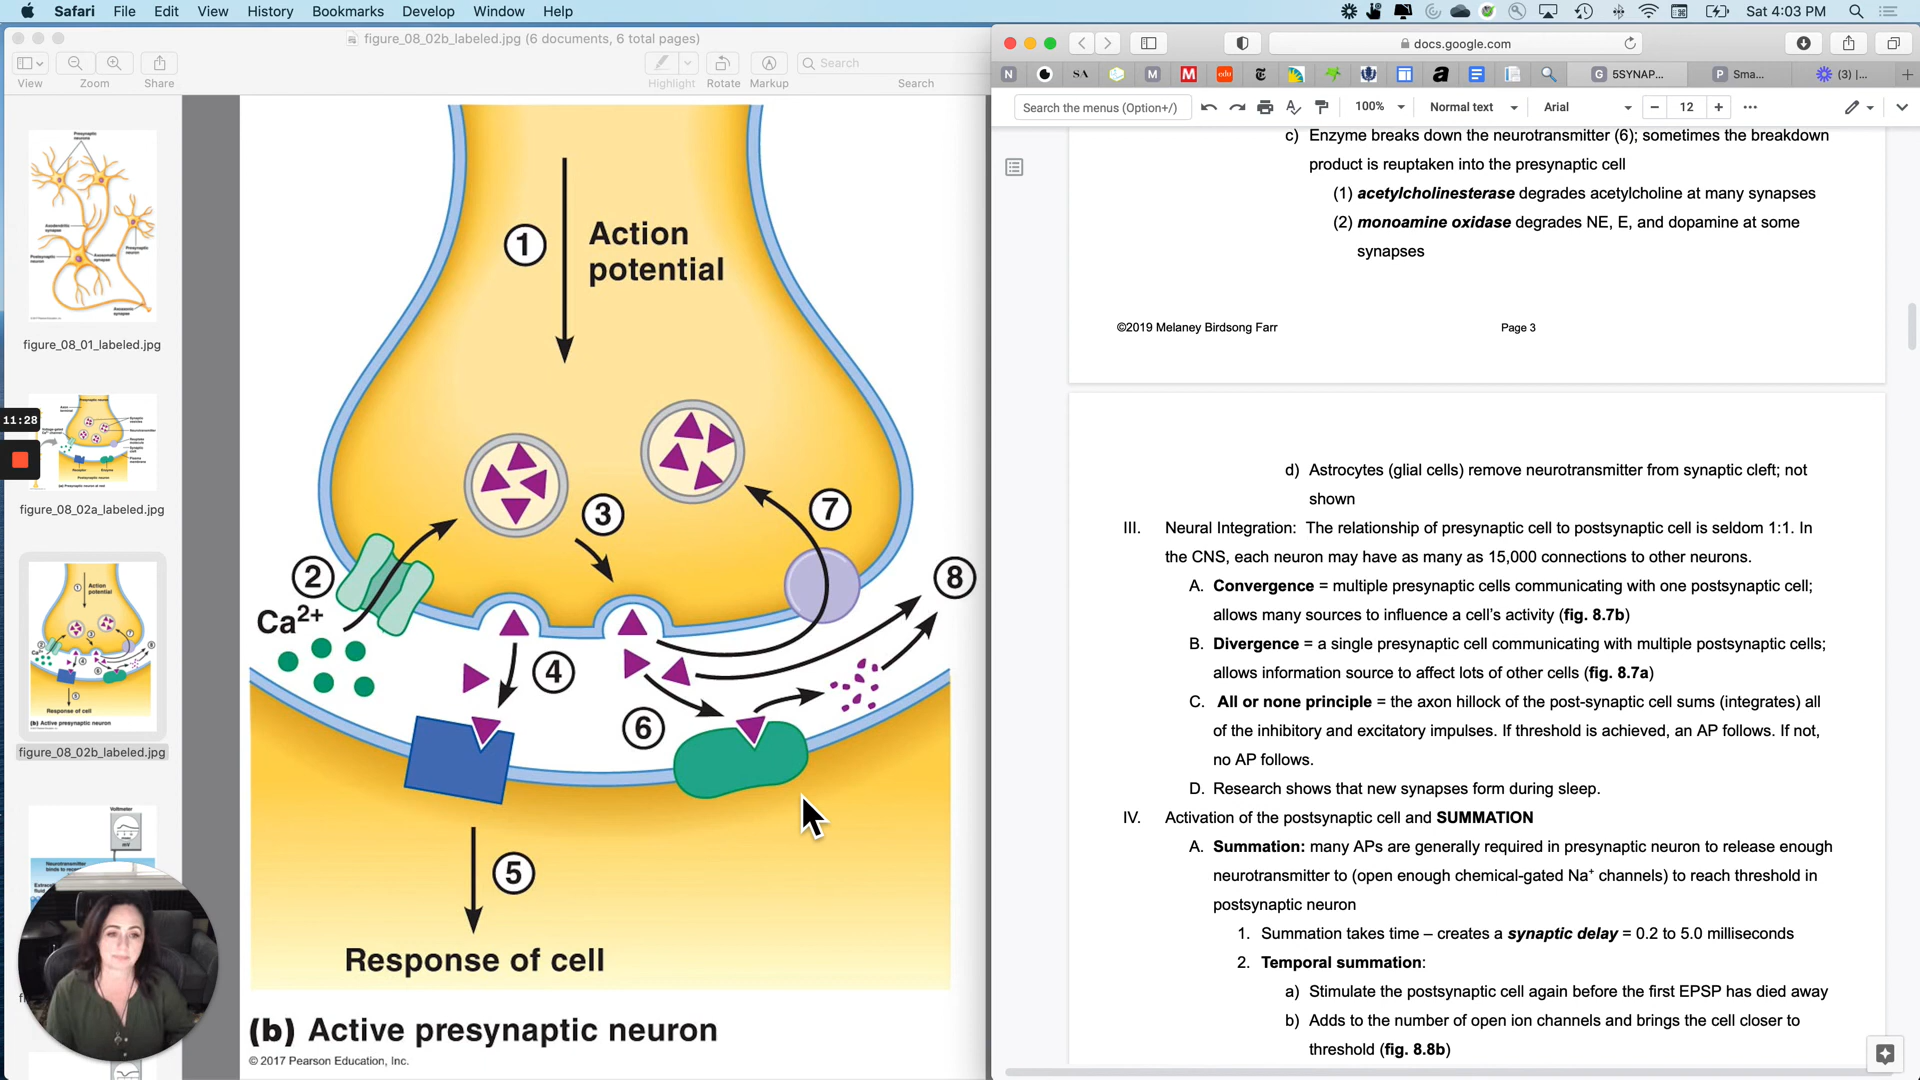 Safari File Edit View History Bookmarks Develop Window Help
Sat 4:03 PM
figure_08_02b_labeled.jpg (6 documents, 6 total pages)
View
Zoom
Share
Highlight
Rotate
Markup
Search
Search
figure_08_01_labeled.jpg
11:28
figure_08_02a_labeled.jpg
figure_08_02b_labeled.jpg
1
Action
potential
3
7
2
Ca2+
8
4
6
5
Response of cell
(b) Active presynaptic neuron
© 2017 Pearson Education, Inc.
docs.google.com
5SYNAP...
Sma...
(3) |...
Search the menus (Option+/)
100%
Normal text
Arial
12
c) Enzyme breaks down the neurotransmitter (6); sometimes the breakdown
product is reuptaken into the presynaptic cell
(1) acetylcholinesterase degrades acetylcholine at many synapses
(2) monoamine oxidase degrades NE, E, and dopamine at some
synapses
©2019 Melaney Birdsong Farr
Page 3
d) Astrocytes (glial cells) remove neurotransmitter from synaptic cleft; not
shown
III. Neural Integration: The relationship of presynaptic cell to postsynaptic cell is seldom 1:1. In
the CNS, each neuron may have as many as 15,000 connections to other neurons.
A. Convergence = multiple presynaptic cells communicating with one postsynaptic cell;
allows many sources to influence a cell's activity (fig. 8.7b)
B. Divergence = a single presynaptic cell communicating with multiple postsynaptic cells;
allows information source to affect lots of other cells (fig. 8.7a)
C. All or none principle = the axon hillock of the post-synaptic cell sums (integrates) all
of the inhibitory and excitatory impulses. If threshold is achieved, an AP follows. If not,
no AP follows.
D. Research shows that new synapses form during sleep.
IV. Activation of the postsynaptic cell and SUMMATION
A. Summation: many APs are generally required in presynaptic neuron to release enough
neurotransmitter to (open enough chemical-gated Na+ channels) to reach threshold in
postsynaptic neuron
1. Summation takes time – creates a synaptic delay = 0.2 to 5.0 milliseconds
2. Temporal summation:
a) Stimulate the postsynaptic cell again before the first EPSP has died away
b) Adds to the number of open ion channels and brings the cell closer to
threshold (fig. 8.8b)